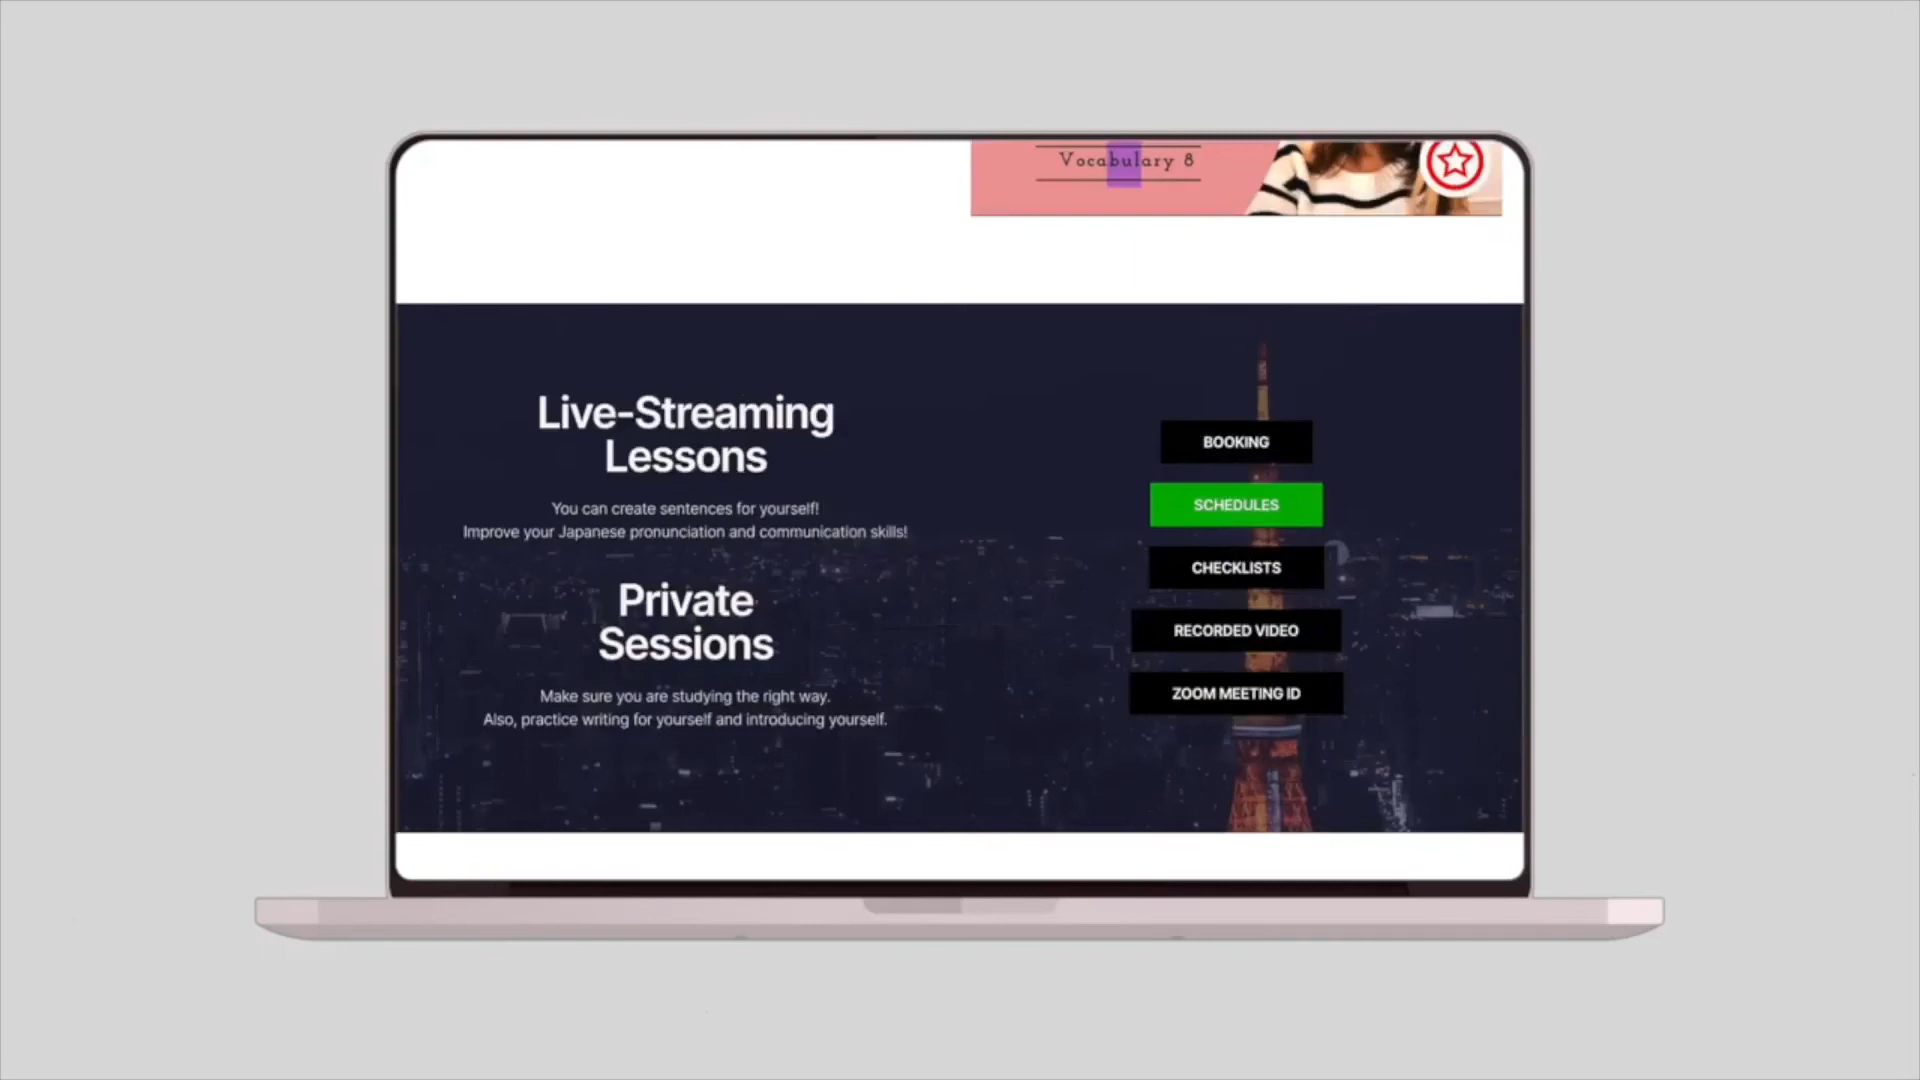 Vocabulary 8
Live-Streaming
Lessons
You can create sentences for yourself!
Improve your Japanese pronunciation and communication skills!
Private
Sessions
Make sure you are studying the right way.
Also, practice writing for yourself and introducing yourself.
BOOKING
SCHEDULES
CHECKLISTS
RECORDED VIDEO
ZOOM MEETING ID